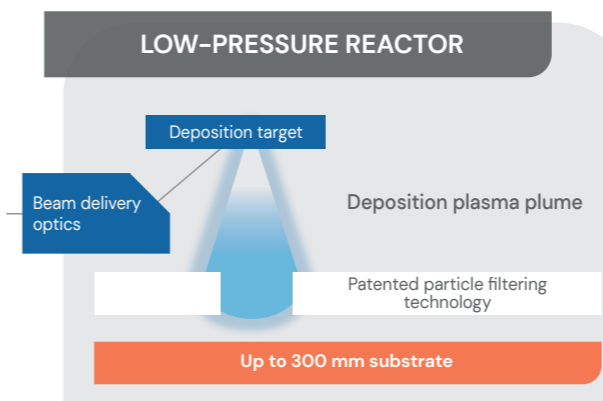 LOW-PRESSURE REACTOR
Deposition target
Beam delivery
optics
Deposition plasma plume
Patented particle filtering
technology
Up to 300 mm substrate